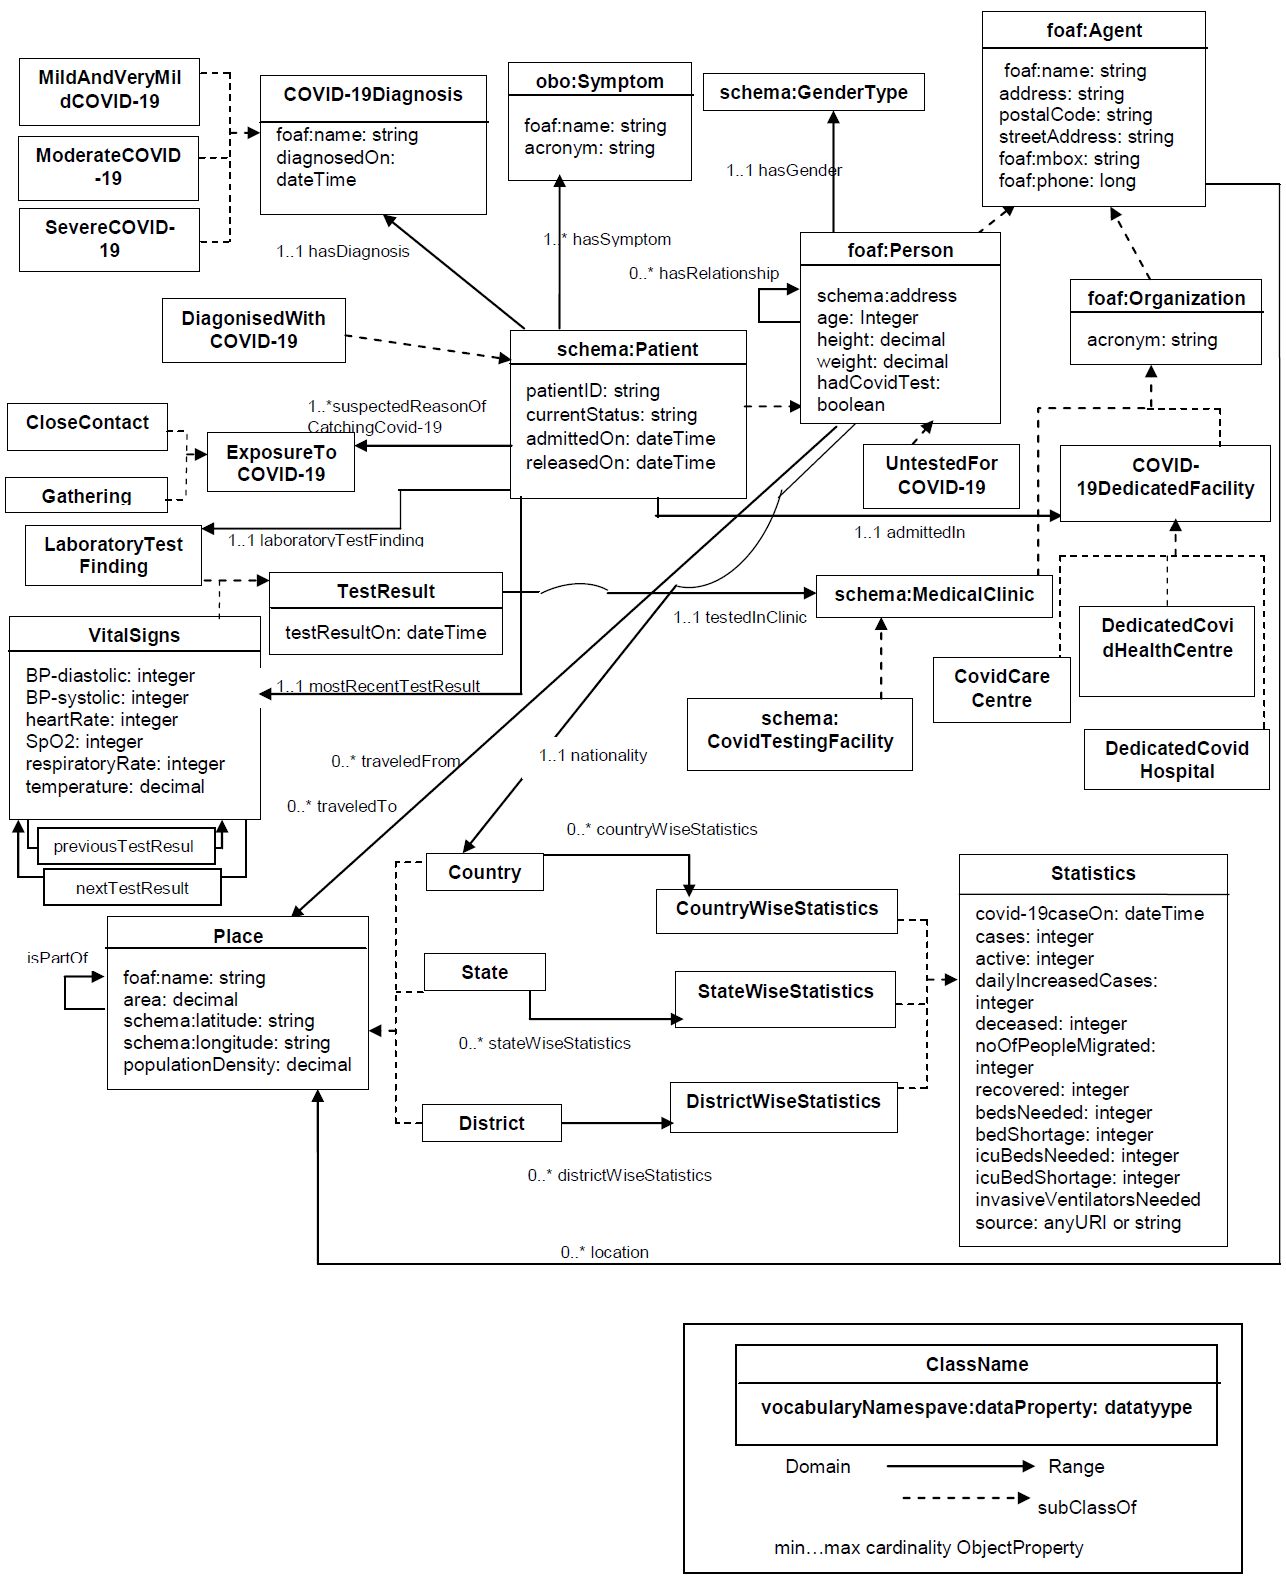 foaf:Agent
foaf:name: string
address: string
postalCode: string
streetAddress: string
foaf:mbox: string
foaf:phone: long
MildAndVeryMil
dCOVID-19
ModerateCOVID
-19
SevereCOVID-
19
COVID-19Diagnosis
foaf:name: string
diagnosedOn:
dateTime
obo:Symptom
foaf:name: string
acronym: string
schema:GenderType
1..1 hasGender
1..1 hasDiagnosis
1..* hasSymptom
0..* hasRelationship
foaf:Person
schema:address
age: Integer
height: decimal
weight: decimal
hadCovidTest:
boolean
foaf:Organization
acronym: string
DiagonisedWith
COVID-19
schema:Patient
patientID: string
currentStatus: string
admittedOn: dateTime
releasedOn: dateTime
1..*suspectedReasonOf
CatchingCovid-19
CloseContact
Gathering
ExposureTo
COVID-19
UntestedFor
COVID-19
COVID-
19DedicatedFacility
1..1 admittedIn
1..1 laboratoryTestFinding
LaboratoryTest
Finding
TestResult
testResultOn: dateTime
schema:MedicalClinic
1..1 testedInClinic
DedicatedCovi
dHealthCentre
CovidCare
Centre
DedicatedCovid
Hospital
schema:
CovidTestingFacility
VitalSigns
BP-diastolic: integer
BP-systolic: integer
heartRate: integer
SpO2: integer
respiratoryRate: integer
temperature: decimal
1..1 mostRecentTestResult
previousTestResul
nextTestResult
0..* traveledFrom
0..* traveledTo
1..1 nationality
0..* countryWiseStatistics
Country
CountryWiseStatistics
State
StateWiseStatistics
0..* stateWiseStatistics
District
DistrictWiseStatistics
0..* districtWiseStatistics
Place
foaf:name: string
area: decimal
schema:latitude: string
schema:longitude: string
populationDensity: decimal
isPartOf
0..* location
Statistics
covid-19caseOn: dateTime
cases: integer
active: integer
dailyIncreasedCases:
integer
deceased: integer
noOfPeopleMigrated:
integer
recovered: integer
bedsNeeded: integer
bedShortage: integer
icuBedsNeeded: integer
icuBedShortage: integer
invasiveVentilatorsNeeded
source: anyURI or string
ClassName
vocabularyNamespave:dataProperty: datatyype
Domain
Range
subClassOf
min...max cardinality ObjectProperty